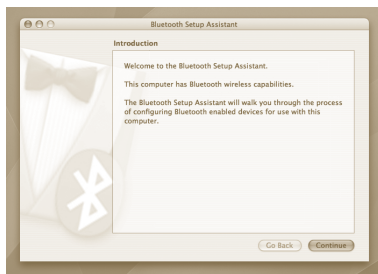 Bluetooth Setup Assistant
Introduction
Welcome to the Bluetooth Setup Assistant.
This computer has Bluetooth wireless capabilities.
The Bluetooth Setup Assistant will walk you through the process
of configuring Bluetooth enabled devices for use with this
computer.
Go Back
Continue